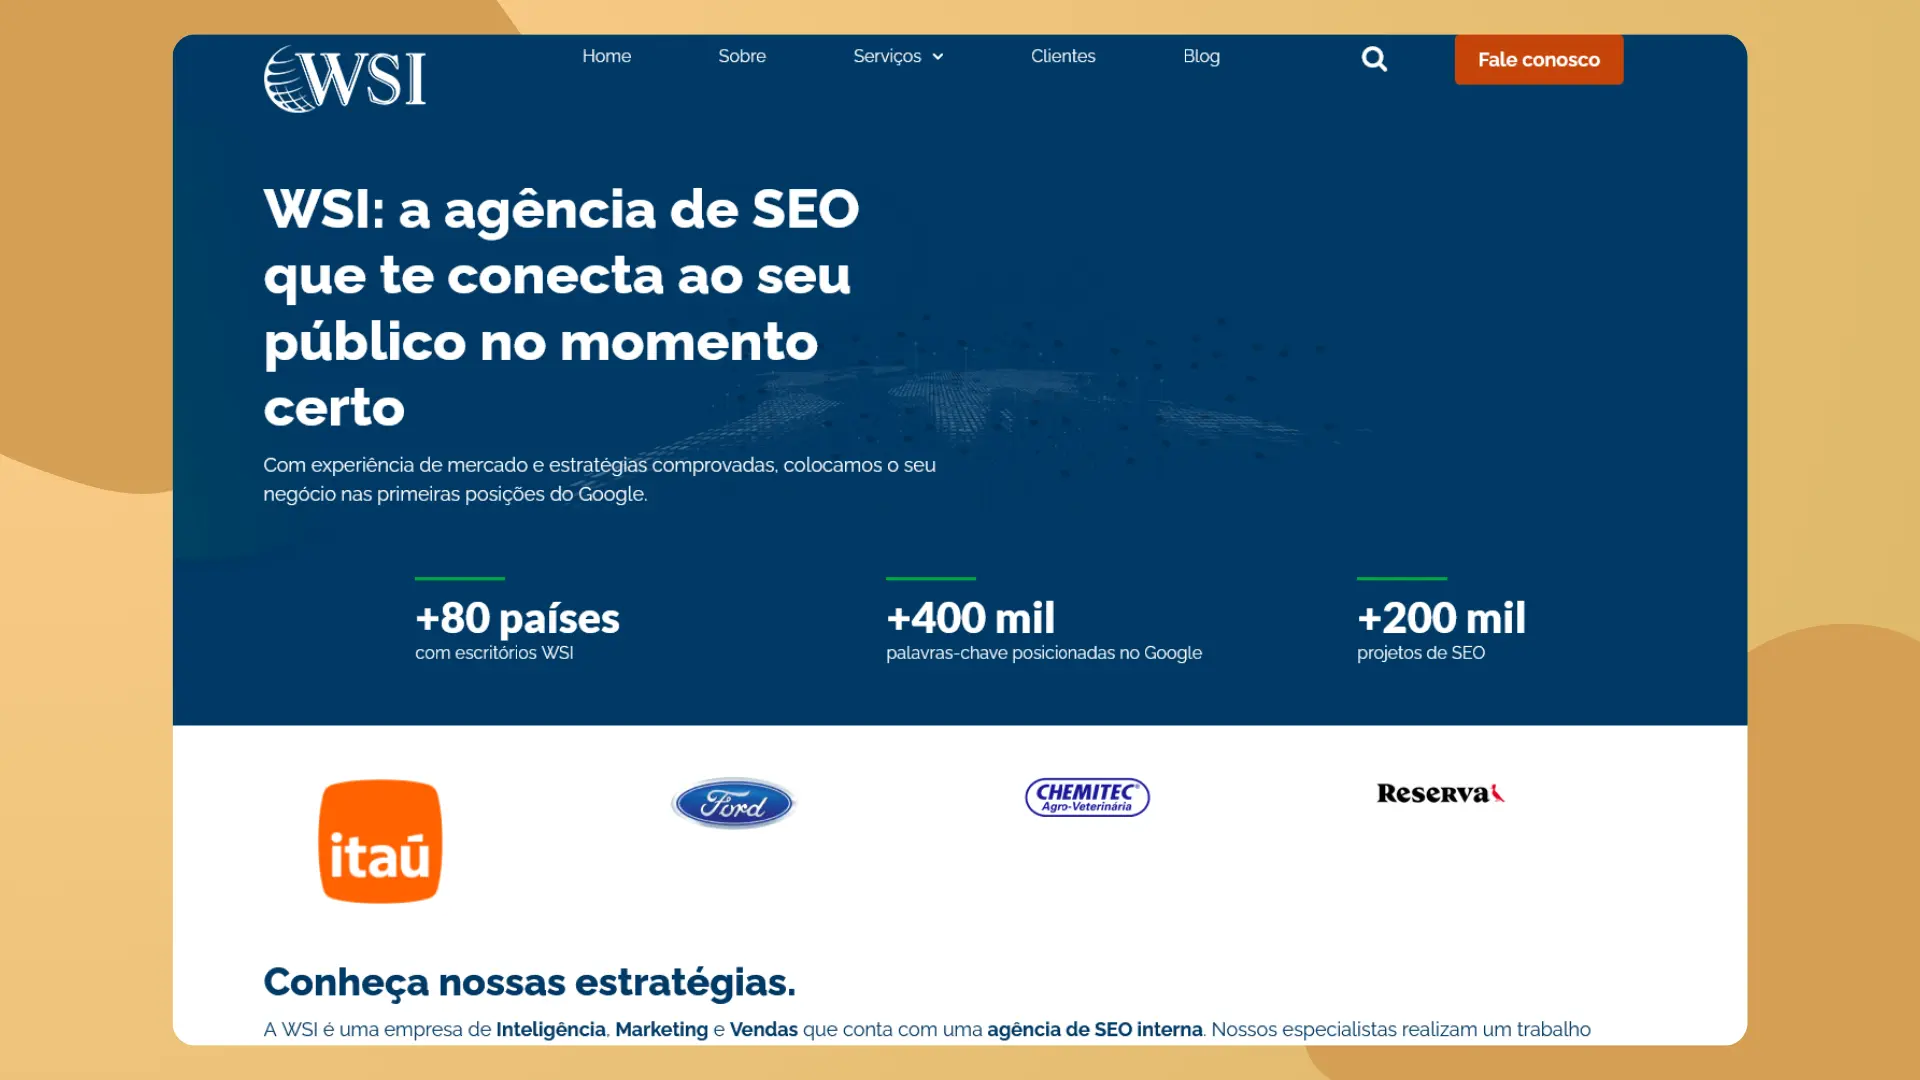 WSI
Home
Sobre
Serviços
Clientes
Blog
Fale conosco
WSI: a agência de SEO
que te conecta ao seu
público no momento
certo
Com experiência de mercado e estratégias comprovadas, colocamos o seu
negócio nas primeiras posições do Google.
+80 países
com escritórios WSI
+400 mil
palavras-chave posicionadas no Google
+200 mil
projetos de SEO
itaú
Ford
CHEMITEC®
Agro-Veterinária
Reserva
Conheça nossas estratégias.
A WSI é uma empresa de Inteligência, Marketing e Vendas que conta com uma agência de SEO interna. Nossos especialistas realizam um trabalho